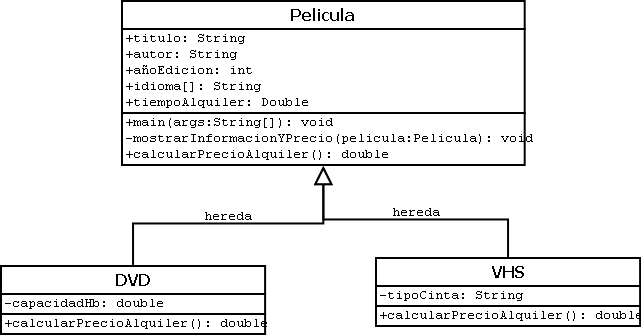 Pelicula
+titulo: String
+autor: String
+añoEdicion: int
+idioma[]: String
+tiempoAlquiler: Double
+main(args:String[]): void
-mostrarInformacionYPrecio(pelicula:Pelicula): void
+calcularPrecioAlquiler(): double
hereda
hereda
DVD
-capacidadHb: double
+calcularPrecioAlquiler(): double
VHS
-tipoCinta: String
+calcularPrecioAlquiler(): double